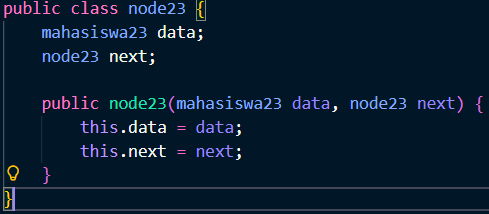 public class node23 {
    mahasiswa23 data;
    node23 next;

    public node23(mahasiswa23 data, node23 next) {
        this.data = data;
        this.next = next;
    }
}